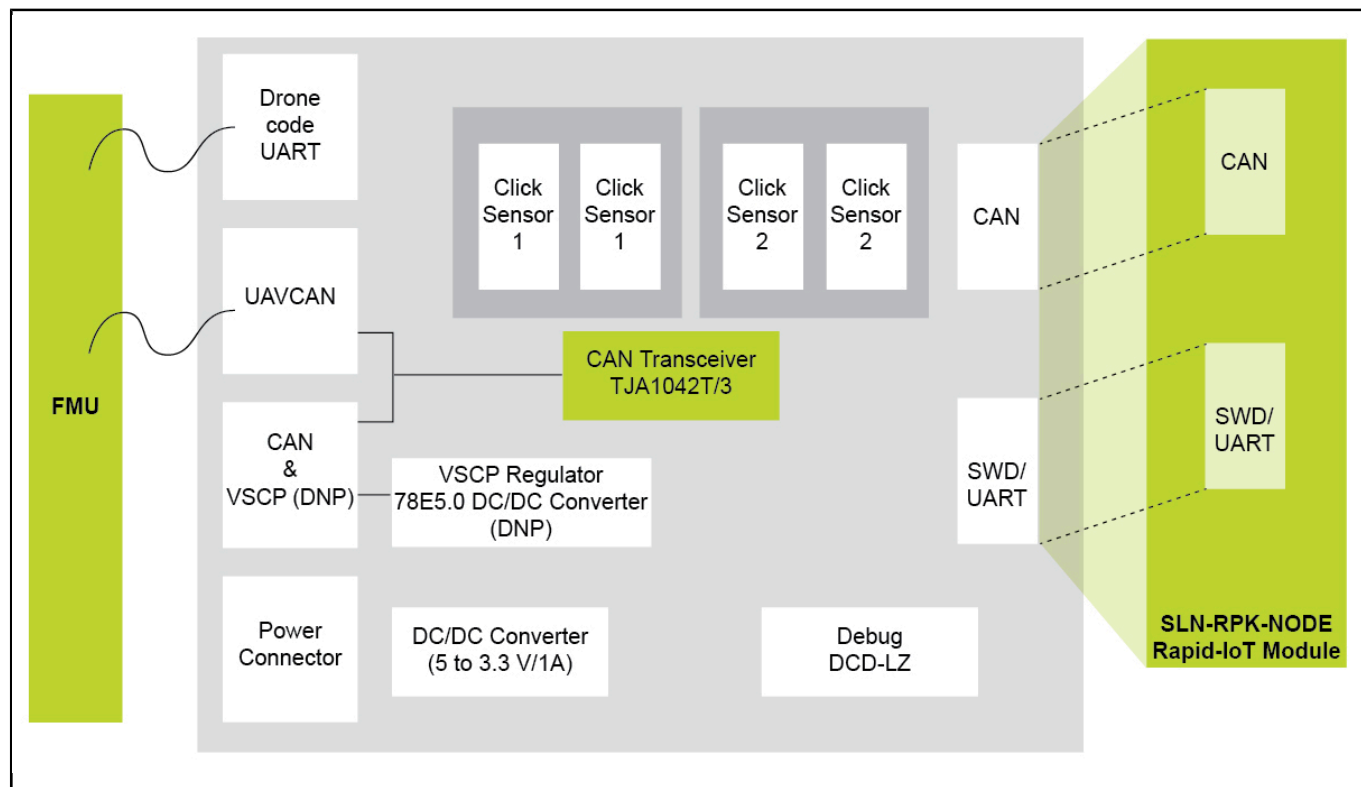 FMU
Drone
code
UART
UAVCAN
CAN
&
VSCP (DNP)
Power
Connector
Click
Sensor
1
Click
Sensor
1
Click
Sensor
2
Click
Sensor
2
CAN Transceiver
TJA1042T/3
VSCP Regulator
78E5.0 DC/DC Converter
(DNP)
DC/DC Converter
(5 to 3.3 V/1A)
Debug
DCD-LZ
CAN
SWD/
UART
CAN
SWD/
UART
SLN-RPK-NODE
Rapid-IoT Module